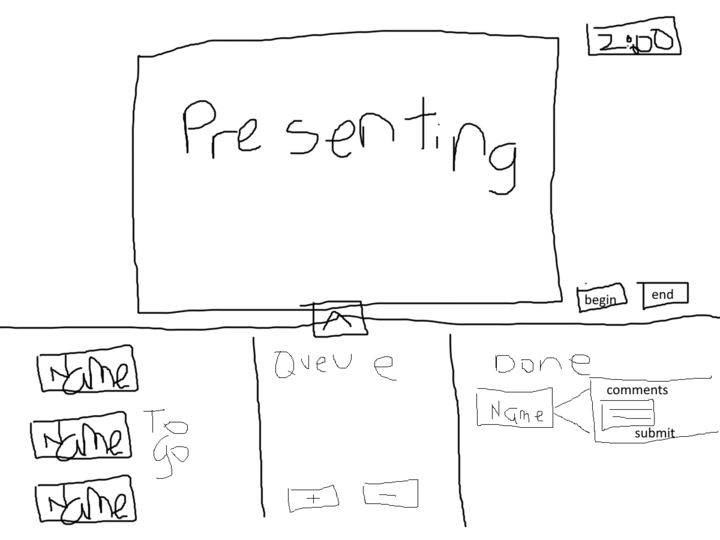 2:00
Presenting
begin
end
A
Queue
Done
Name
comments
Name
Name
To
go
submit
Name
+
-